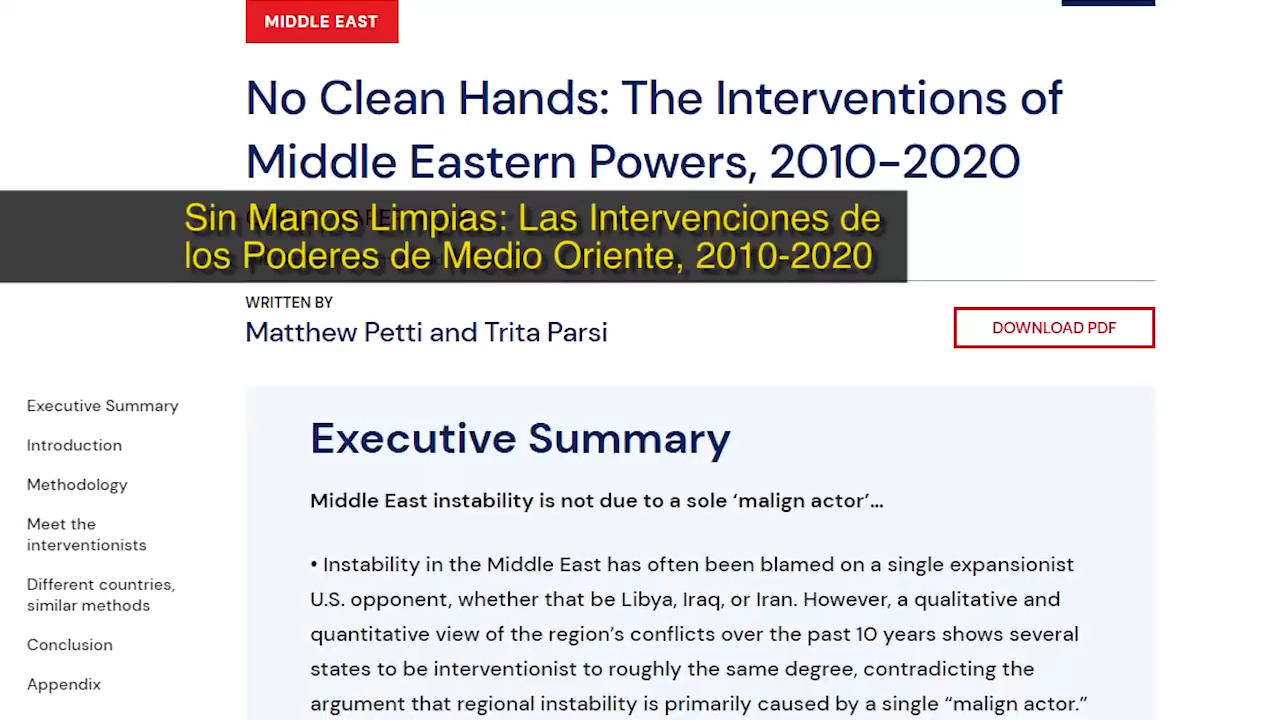 MIDDLE EAST
No Clean Hands: The Interventions of
Middle Eastern Powers, 2010–2020
Sin Manos Limpias: Las Intervenciones de
los Poderes de Medio Oriente, 2010-2020
WRITTEN BY
Matthew Petti and Trita Parsi
DOWNLOAD PDF
Executive Summary
Introduction
Methodology
Meet the
interventionists
Different countries,
similar methods
Conclusion
Appendix
Executive Summary
Middle East instability is not due to a sole ‘malign actor’...
• Instability in the Middle East has often been blamed on a single expansionist
U.S. opponent, whether that be Libya, Iraq, or Iran. However, a qualitative and
quantitative view of the region’s conflicts over the past 10 years shows several
states to be interventionist to roughly the same degree, contradicting the
argument that regional instability is primarily caused by a single “malign actor.”